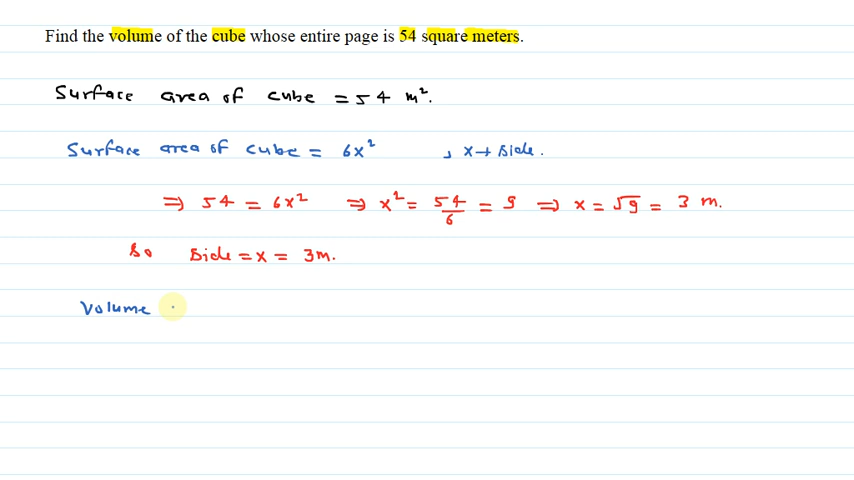 Find the volume of the cube whose entire page is 54 square meters.
Surface area of cube = 54 m².
Surface area of cube = 6x² , x → Side.
⇒ 54 = 6x² ⇒ x² = 54/6 = 9 ⇒ x = √9 = 3 m.
So Side = x = 3m.
Volume